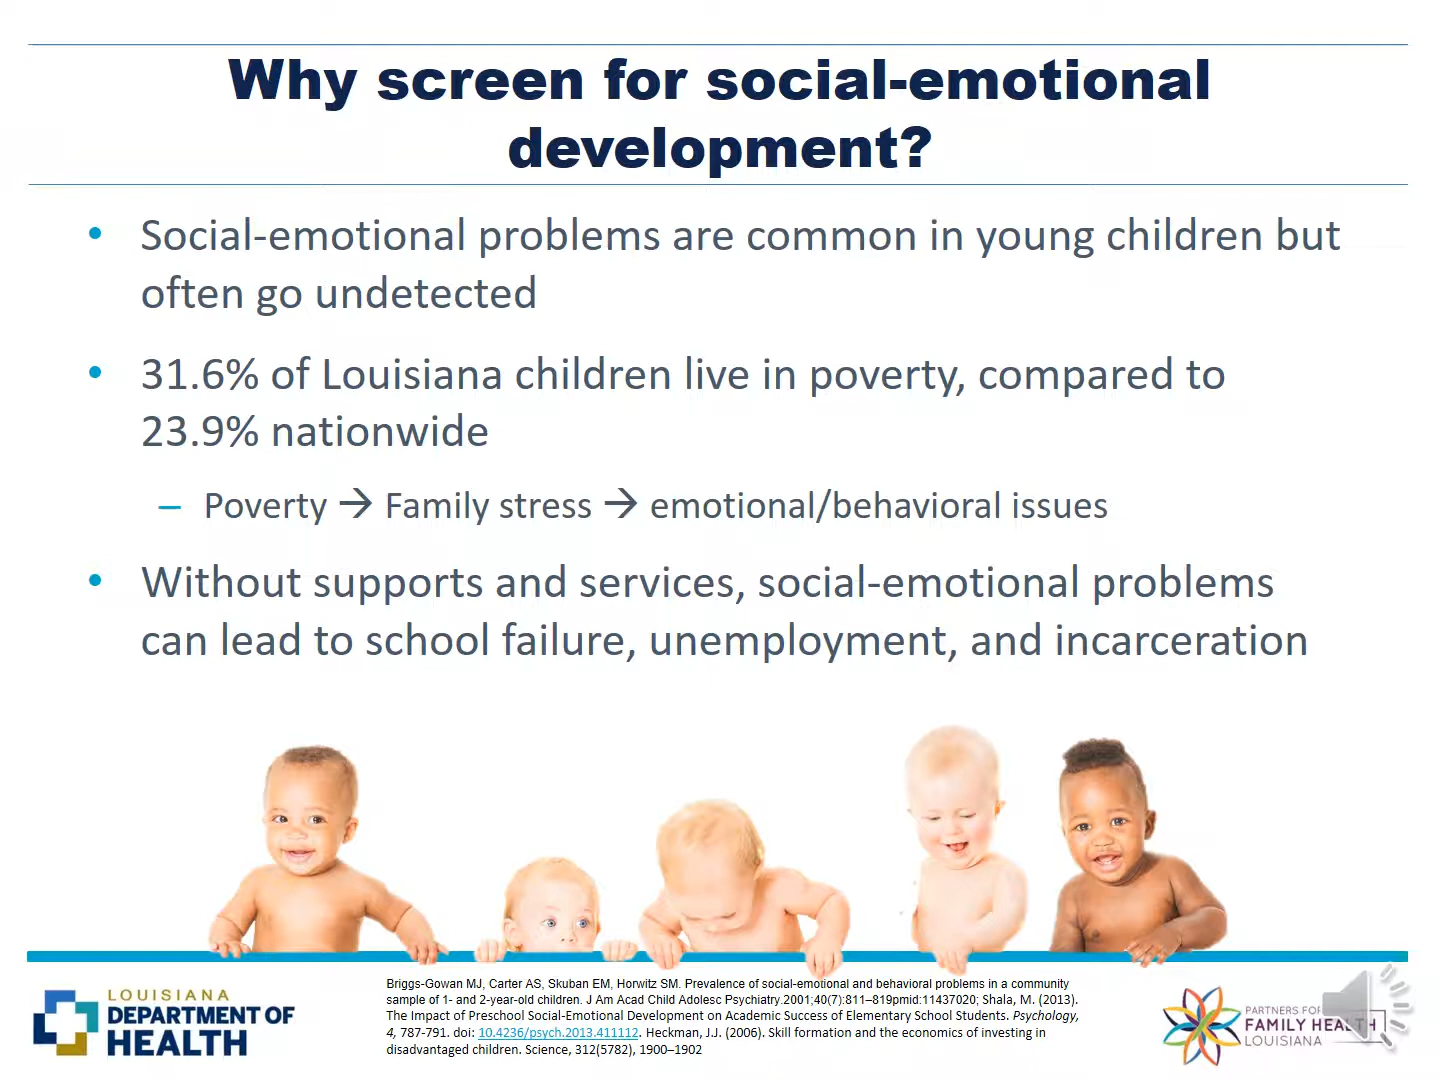 Why screen for social-emotional
development?
• Social-emotional problems are common in young children but
often go undetected
• 31.6% of Louisiana children live in poverty, compared to
23.9% nationwide
– Poverty → Family stress → emotional/behavioral issues
• Without supports and services, social-emotional problems
can lead to school failure, unemployment, and incarceration
Briggs-Gowan MJ, Carter AS, Skuban EM, Horwitz SM. Prevalence of social-emotional and behavioral problems in a community
sample of 1- and 2-year-old children. J Am Acad Child Adolesc Psychiatry.2001;40(7):811–819pmid:11437020; Shala, M. (2013).
The Impact of Preschool Social-Emotional Development on Academic Success of Elementary School Students. Psychology,
4, 787-791. doi: 10.4236/psych.2013.411112. Heckman, J.J. (2006). Skill formation and the economics of investing in
disadvantaged children. Science, 312(5782), 1900–1902
LOUISIANA
DEPARTMENT OF
HEALTH
PARTNERS FOR
FAMILY HEALTH
LOUISIANA